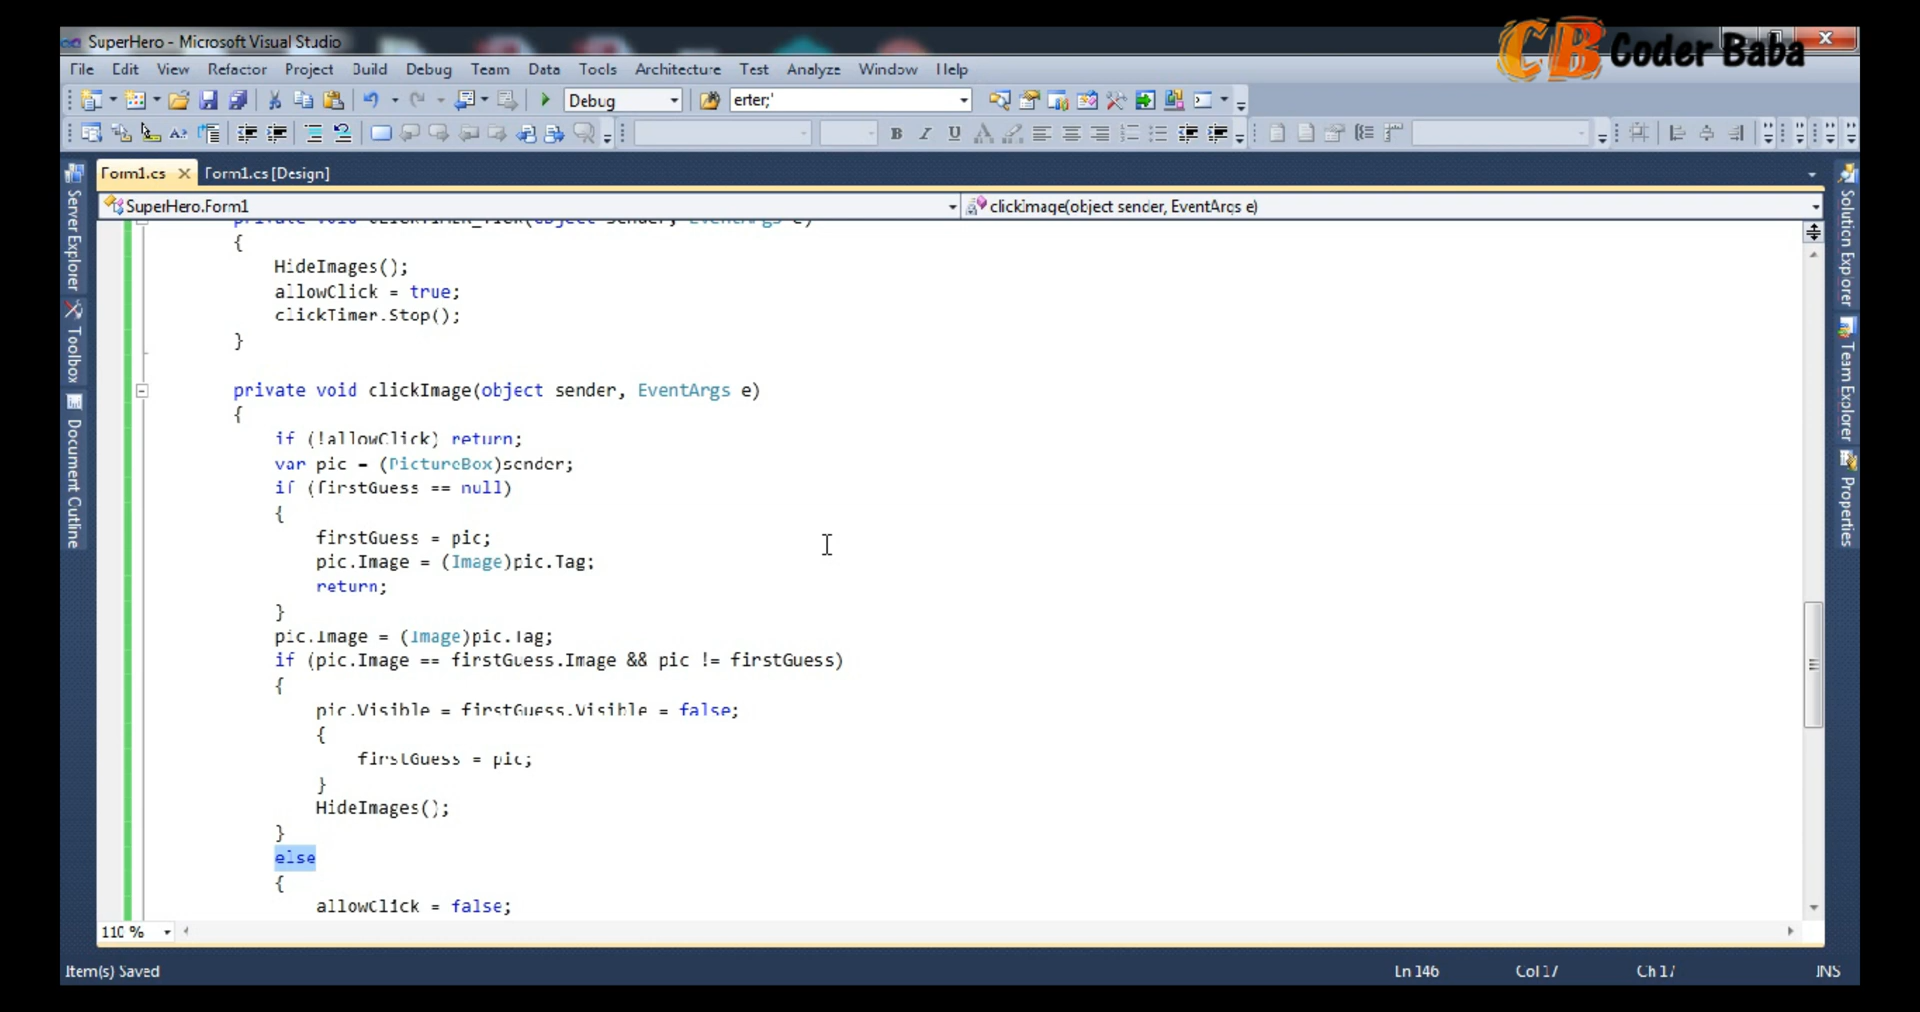 SuperHero - Microsoft Visual Studio
CB Coder Baba
File Edit View Refactor Project Build Debug Team Data Tools Architecture Test Analyze Window Help
Debug
erter;'
Form1.cs
Form1.cs [Design]
SuperHero.Form1
clickImage(object sender, EventArgs e)
{
HideImages();
allowClick = true;
clickTimer.Stop();
}
private void clickImage(object sender, EventArgs e)
{
if (!allowClick) return;
var pic = (PictureBox)sender;
if (firstGuess == null)
{
firstGuess = pic;
pic.Image = (Image)pic.Tag;
return;
}
pic.Image = (Image)pic.Tag;
if (pic.Image == firstGuess.Image && pic != firstGuess)
{
pic.Visible = firstGuess.Visible = false;
{
firstGuess = pic;
}
HideImages();
}
else
{
allowClick = false;
110 %
Item(s) Saved
Ln 146
Col 17
Ch 17
INS
Server Explorer
Toolbox
Document Outline
Solution Explorer
Team Explorer
Properties